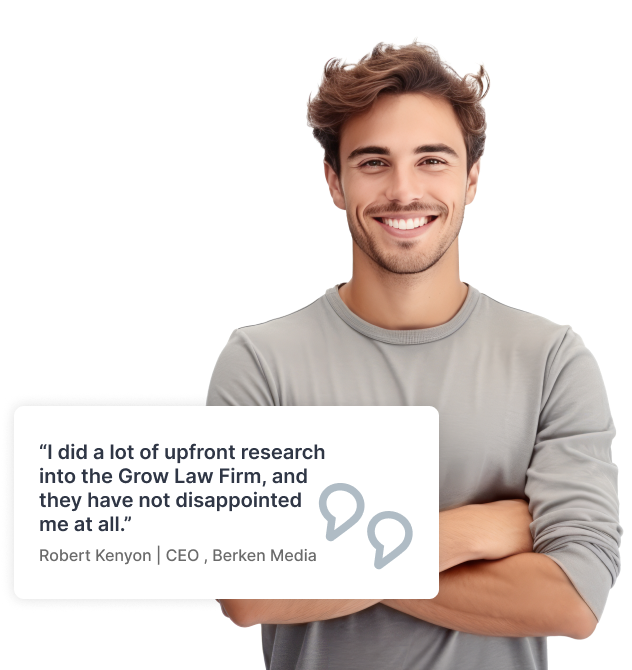 “I did a lot of upfront research
into the Grow Law Firm, and
they have not disappointed
me at all.”
Robert Kenyon | CEO , Berken Media